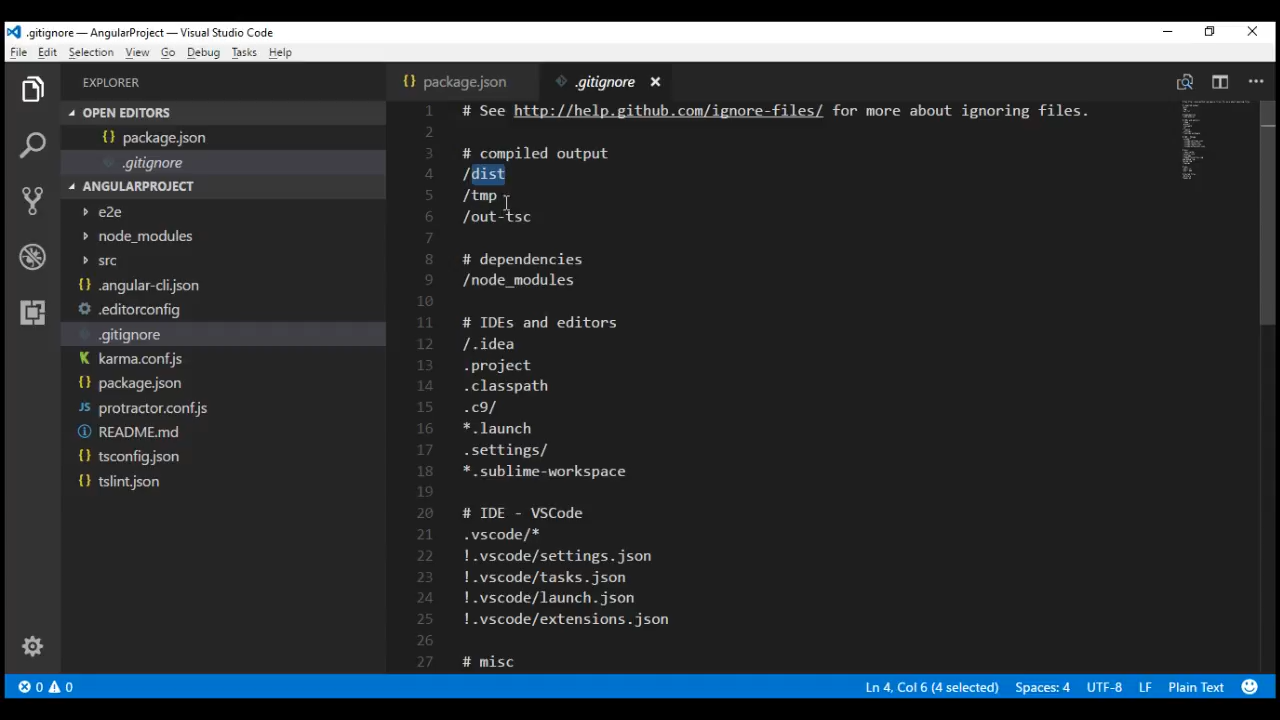 .gitignore — AngularProject — Visual Studio Code
File Edit Selection View Go Debug Tasks Help
EXPLORER
OPEN EDITORS
package.json
.gitignore
ANGULARPROJECT
e2e
node_modules
src
.angular-cli.json
.editorconfig
.gitignore
karma.conf.js
package.json
protractor.conf.js
README.md
tsconfig.json
tslint.json
package.json .gitignore
1 # See http://help.github.com/ignore-files/ for more about ignoring files.
2
3 # compiled output
4 /dist
5 /tmp
6 /out-tsc
7
8 # dependencies
9 /node_modules
10
11 # IDEs and editors
12 /.idea
13 .project
14 .classpath
15 .c9/
16 *.launch
17 .settings/
18 *.sublime-workspace
19
20 # IDE - VSCode
21 .vscode/*
22 !.vscode/settings.json
23 !.vscode/tasks.json
24 !.vscode/launch.json
25 !.vscode/extensions.json
26
27 # misc
0 0 Ln 4, Col 6 (4 selected) Spaces: 4 UTF-8 LF Plain Text